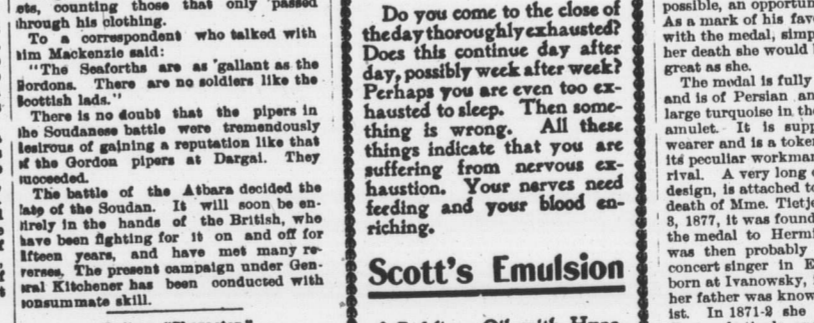 ets, counting those that only passed
through his clothing.
To a correspondent who talked with
him Mackenzie said:
"The Seaforths are as 'gallant as the
Gordons. There are no soldiers like the
Scottish lads."
There is no doubt that the pipers in
the Soudanese battle were tremendously
desirous of gaining a reputation like that
of the Gordon pipers at Dargai. They
succeeded.
The battle of the Atbara decided the
fate of the Soudan. It will soon be en-
tirely in the hands of the British, who
have been fighting for it on and off for
fifteen years, and have met many re-
verses. The present campaign under Gen-
eral Kitchener has been conducted with
consummate skill.
Do you come to the close of
the day thoroughly exhausted?
Does this continue day after
day, possibly week after week?
Perhaps you are even too ex-
hausted to sleep. Then some-
thing is wrong. All these
things indicate that you are
suffering from nervous ex-
haustion. Your nerves need
feeding and your blood en-
riching.
Scott's Emulsion
possible, an opportun
As a mark of his favo
with the medal, simp
her death she would
great as she.
The medal is fully
and is of Persian an
large turquoise in the
amulet. It is supp
wearer and is a token
its peculiar workman
rival. A very long
design, is attached to
death of Mme. Tietje
3, 1877, it was found
the medal to Hermi
was then probably
concert singer in E
born at Ivanowsky,
her father was know
ist. In 1871-2 she